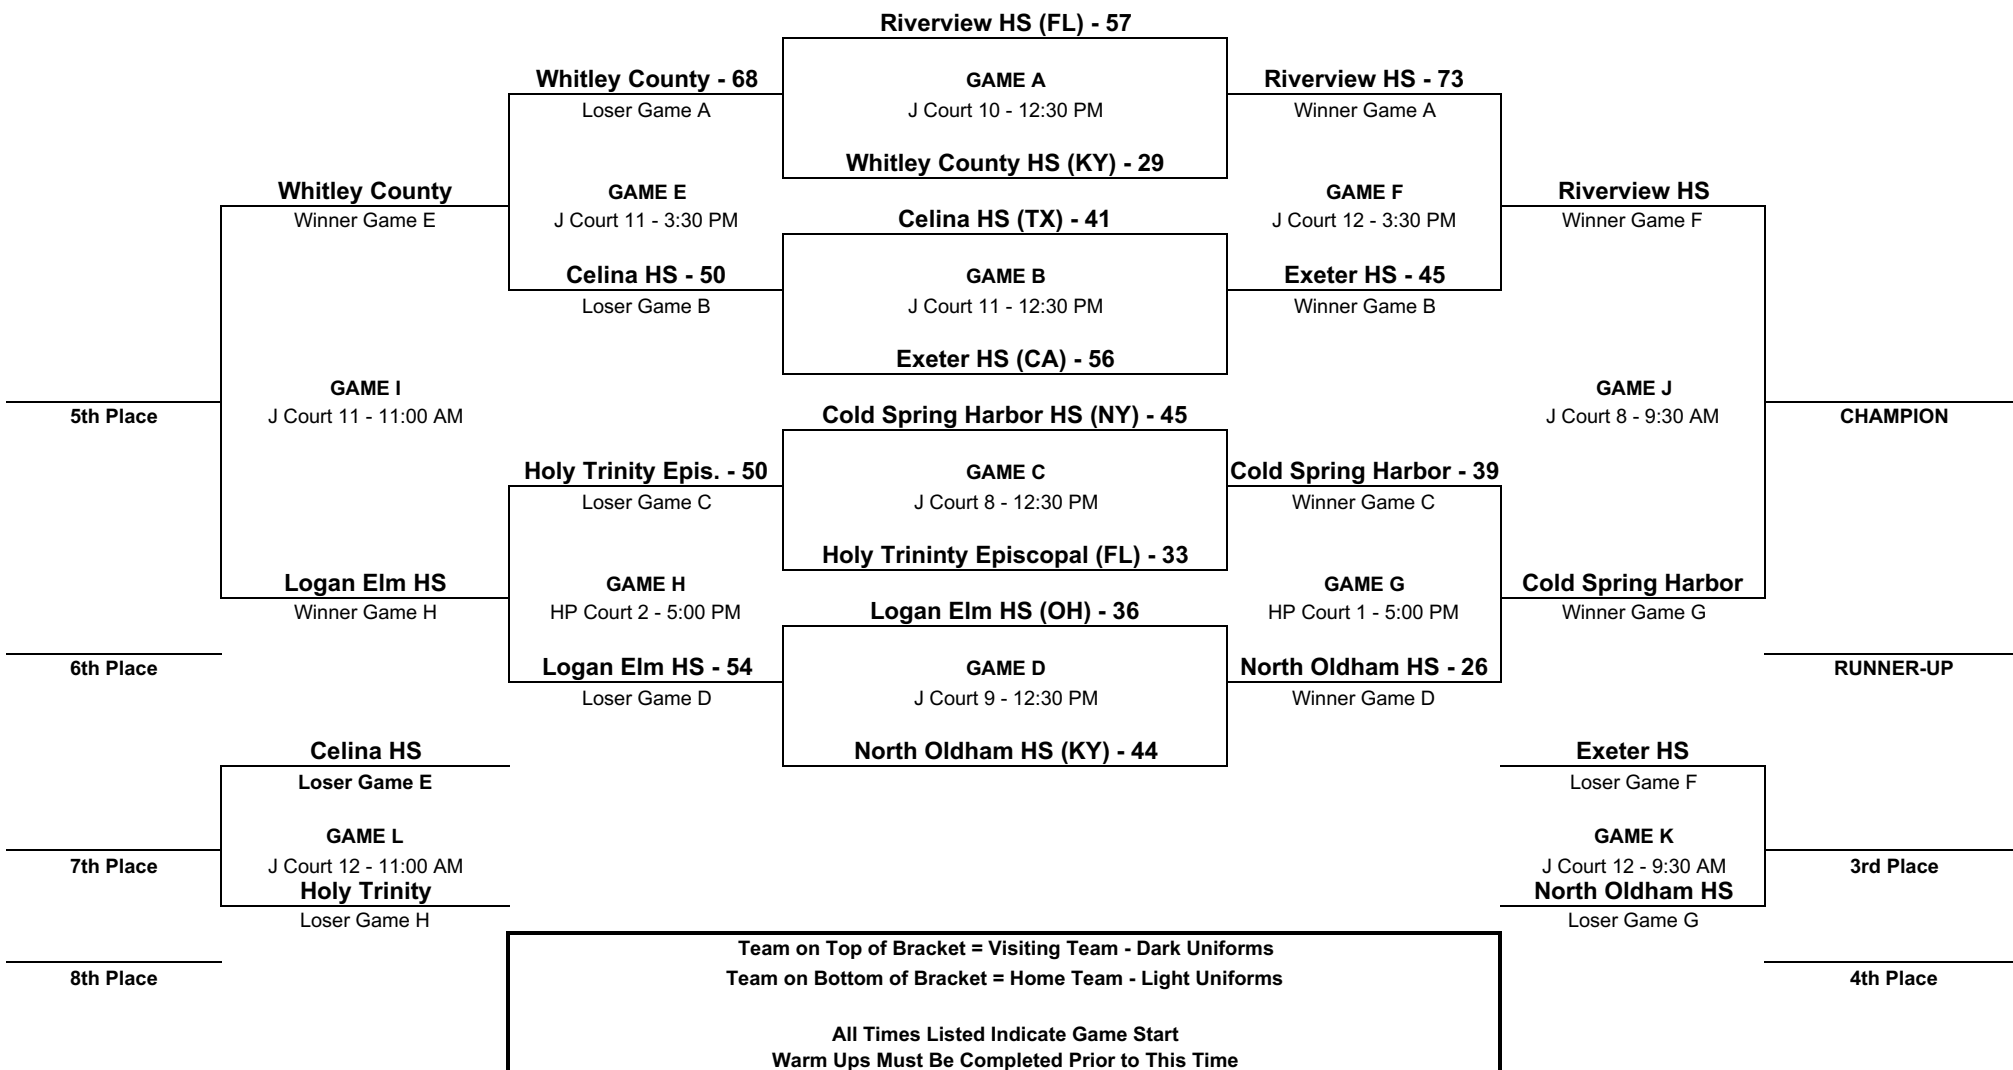 Riverview HS (FL) - 57
Whitley County - 68
GAME A
Riverview HS - 73
Loser Game A
J Court 10 - 12:30 PM
Winner Game A
Whitley County HS (KY) - 29
Whitley County
GAME E
GAME F
Riverview HS
Winner Game E
J Court 11 - 3:30 PM
Celina HS (TX) - 41
J Court 12 - 3:30 PM
Winner Game F
Celina HS - 50
GAME B
Exeter HS - 45
Loser Game B
J Court 11 - 12:30 PM
Winner Game B
Exeter HS (CA) - 56
GAME I
GAME J
5th Place
J Court 11 - 11:00 AM
Cold Spring Harbor HS (NY) - 45
J Court 8 - 9:30 AM
CHAMPION
Holy Trinity Epis. - 50
GAME C
Cold Spring Harbor - 39
Loser Game C
J Court 8 - 12:30 PM
Winner Game C
Holy Trininty Episcopal (FL) - 33
Logan Elm HS
GAME H
GAME G
Cold Spring Harbor
Winner Game H
HP Court 2 - 5:00 PM
Logan Elm HS (OH) - 36
HP Court 1 - 5:00 PM
Winner Game G
6th Place
Logan Elm HS - 54
GAME D
North Oldham HS - 26
RUNNER-UP
Loser Game D
J Court 9 - 12:30 PM
Winner Game D
Celina HS
North Oldham HS (KY) - 44
Exeter HS
Loser Game E
Loser Game F
GAME L
GAME K
7th Place
J Court 12 - 11:00 AM
J Court 12 - 9:30 AM
3rd Place
Holy Trinity
North Oldham HS
Loser Game H
Loser Game G
Team on Top of Bracket = Visiting Team - Dark Uniforms
8th Place
Team on Bottom of Bracket = Home Team - Light Uniforms
4th Place
All Times Listed Indicate Game Start
Warm Ups Must Be Completed Prior to This Time